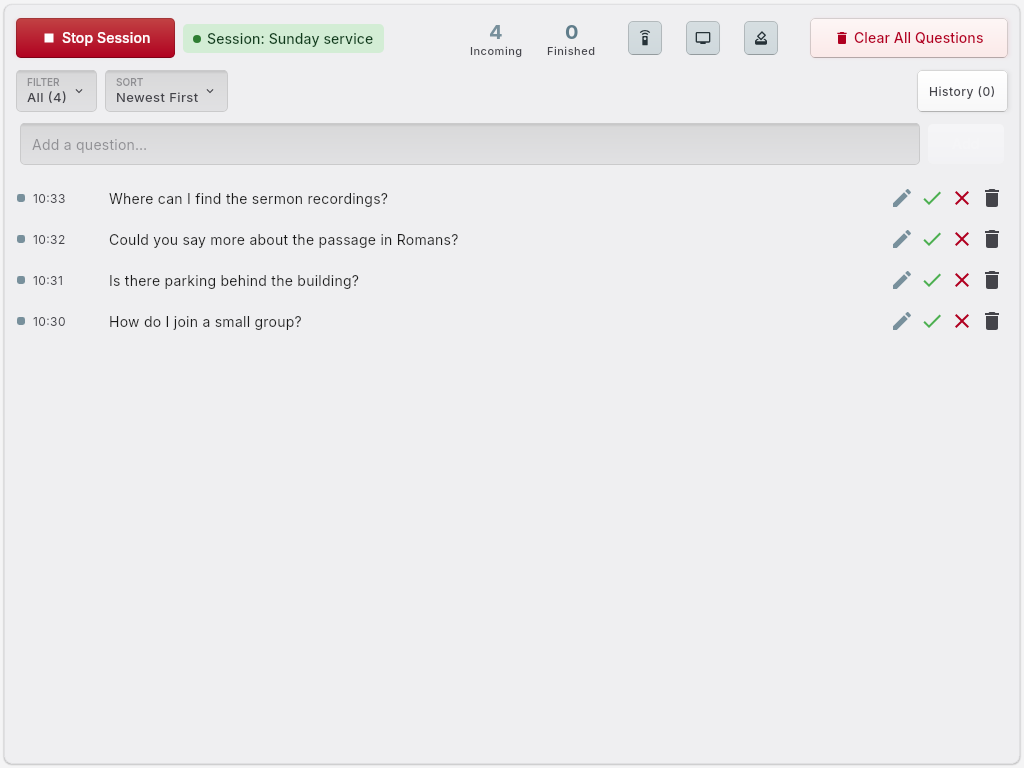 Stop Session
Session: Sunday service
4
Incoming
0
Finished
Clear All Questions
FILTER
All (4)
SORT
Newest First
History (0)
Add a question...
10:33 Where can I find the sermon recordings?
10:32 Could you say more about the passage in Romans?
10:31 Is there parking behind the building?
10:30 How do I join a small group?